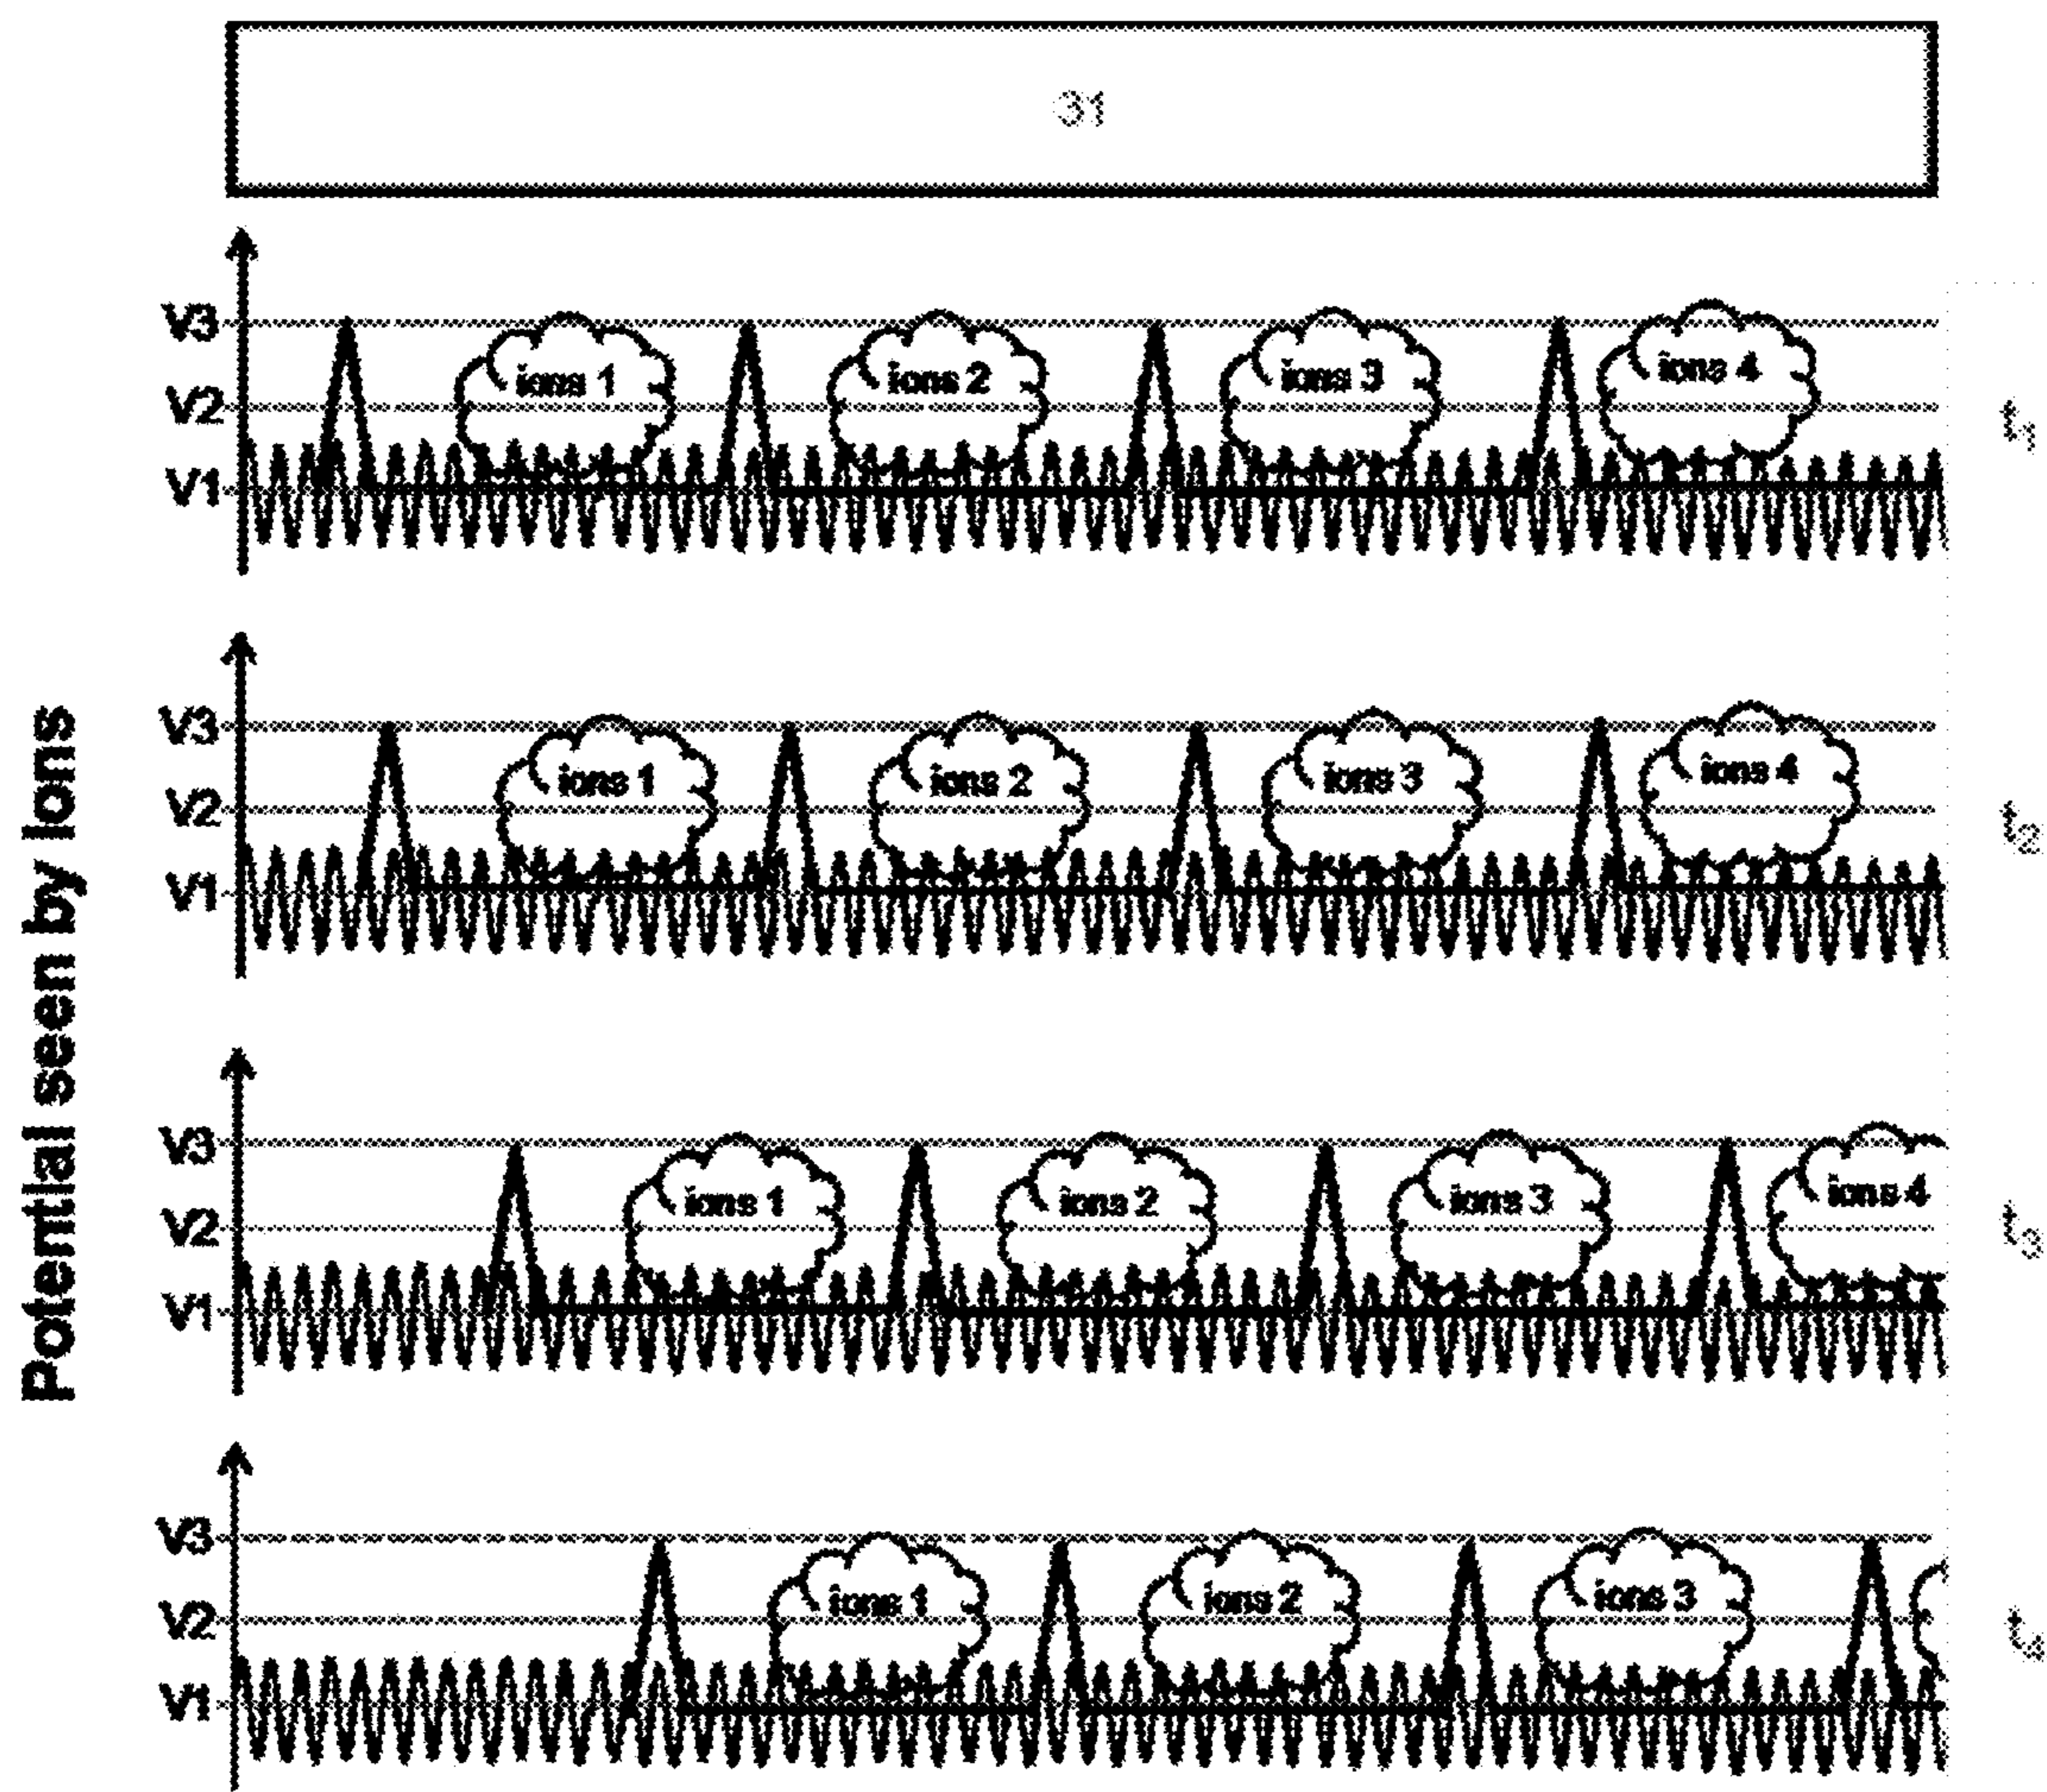 31
V3
ions 1 ions 2 ions 3 ions 4
V2
t1
V1
V3
ions 1 ions 2 ions 3 ions 4
V2
t2
V1
Potential seen by Ions
V3
ions 1 ions 2 ions 3 ions 4
V2
t3
V1
V3
ions 1 ions 2 ions 3
V2
t4
V1